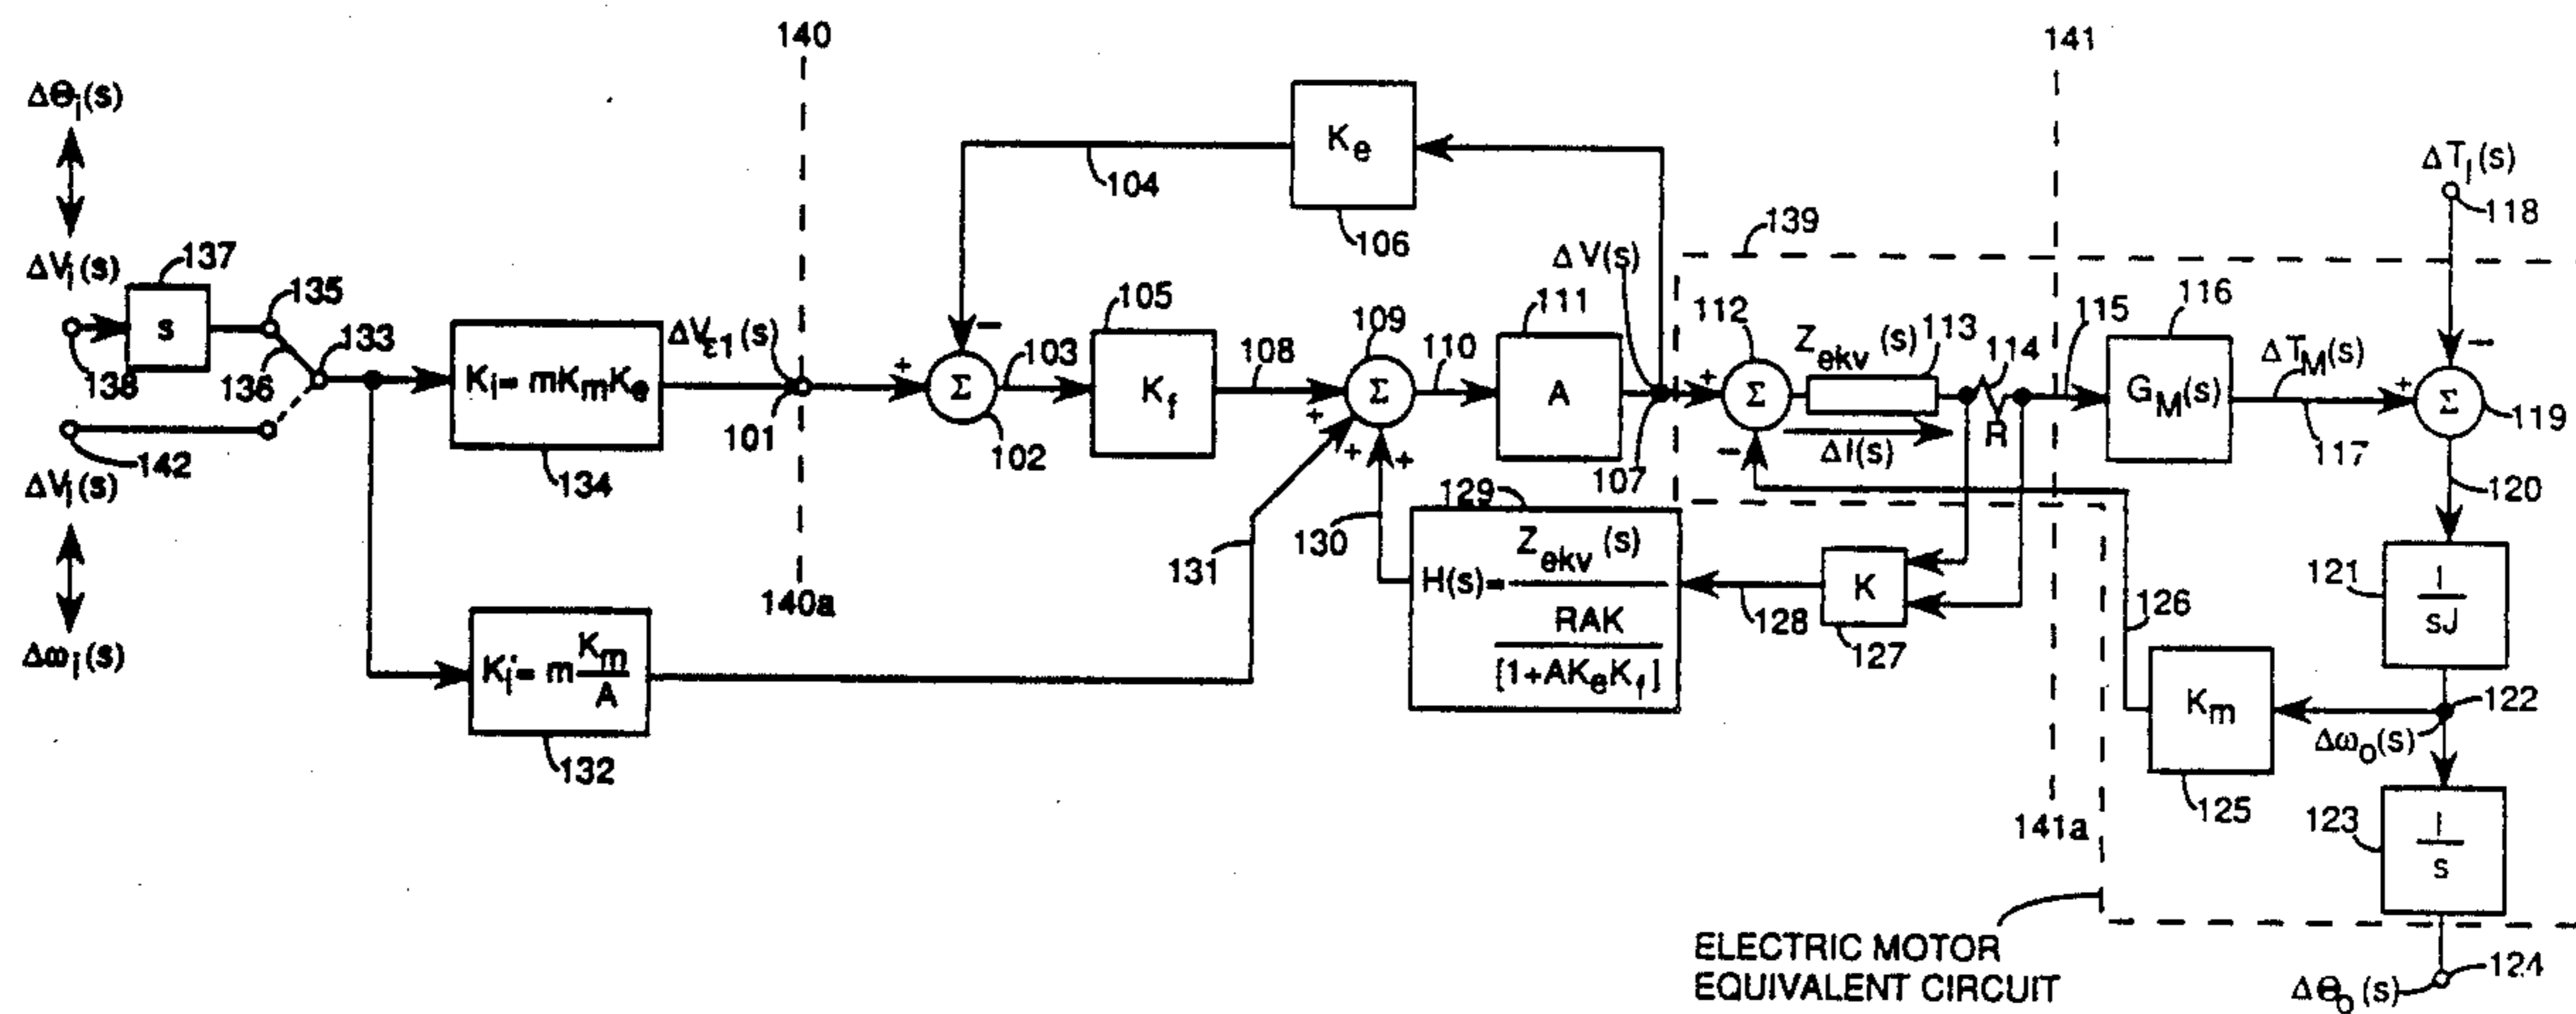 140
141
ΔΘi(s)
Ke
104
106
ΔTl(s)
118
139
ΔVi(s)
137
s
135
133
136
138
142
ΔVi(s)
Δωi(s)
Ki = mKmKe
134
ΔVε1(s)
101
+
−
Σ
102
103
105
Kf
108
109
Σ
+
+
+
110
111
A
ΔV(s)
107
112
+
−
Σ
Zekv(s)
113
114
R
ΔI(s)
115
116
GM(s)
ΔTM(s)
117
+
−
Σ
119
120
140a
131
130
129
H(s)= Zekv(s)
RAK
[1+AKeKf]
128
K
127
126
121
1
sJ
122
Δωo(s)
Km
125
141a
123
1
s
124
ΔΘo(s)
Ki' = m Km
A
132
ELECTRIC MOTOR
EQUIVALENT CIRCUIT